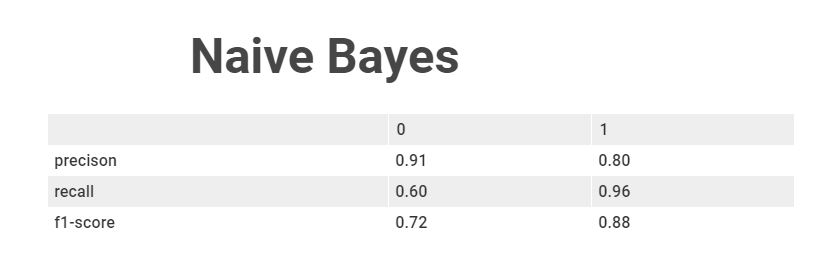 Naive Bayes
0 1
precison 0.91 0.80
recall 0.60 0.96
f1-score 0.72 0.88